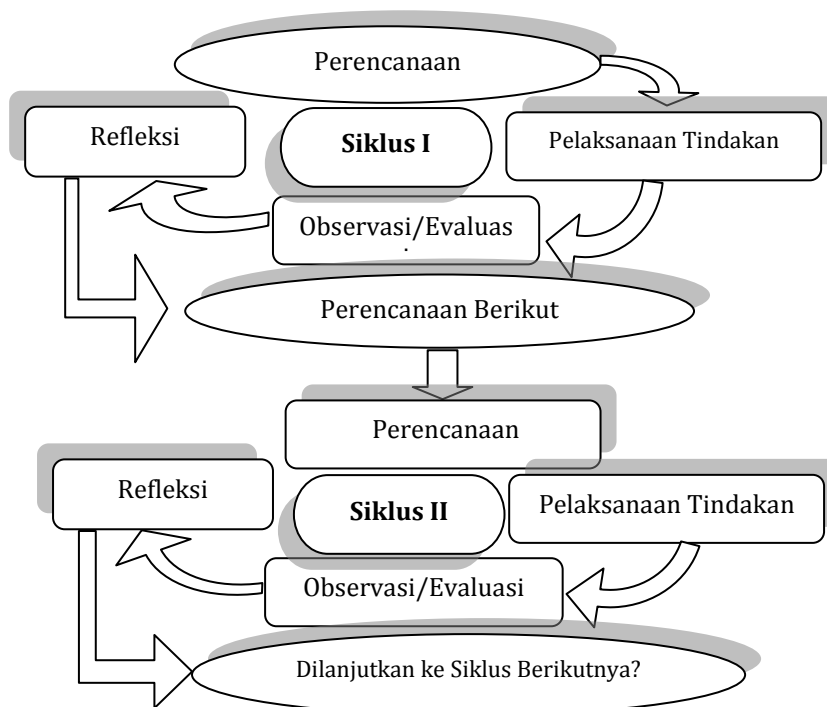 Perencanaan
Refleksi
Siklus I
Pelaksanaan Tindakan
Observasi/Evaluas
Perencanaan Berikut
Perencanaan
Refleksi
Siklus II
Pelaksanaan Tindakan
Observasi/Evaluasi
Dilanjutkan ke Siklus Berikutnya?